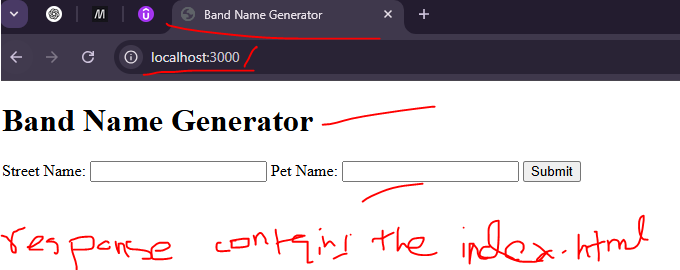 Band Name Generator
localhost:3000
Band Name Generator
Street Name: Pet Name: Submit
response contains the index.html